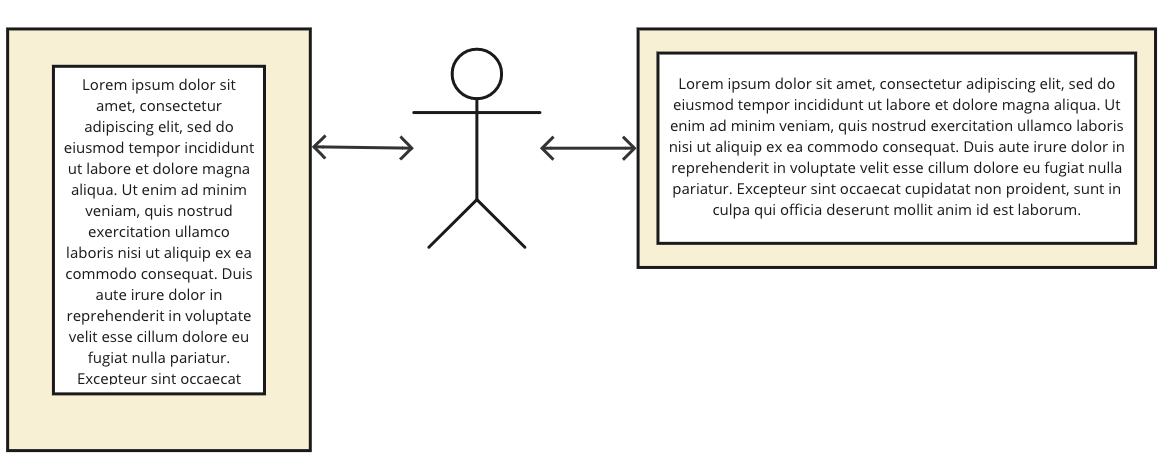 Lorem ipsum dolor sit
amet, consectetur
adipiscing elit, sed do
eiusmod tempor incididunt
ut labore et dolore magna
aliqua. Ut enim ad minim
veniam, quis nostrud
exercitation ullamco
laboris nisi ut aliquip ex ea
commodo consequat. Duis
aute irure dolor in
reprehenderit in voluptate
velit esse cillum dolore eu
fugiat nulla pariatur.
Excepteur sint occaecat
Lorem ipsum dolor sit amet, consectetur adipiscing elit, sed do
eiusmod tempor incididunt ut labore et dolore magna aliqua. Ut
enim ad minim veniam, quis nostrud exercitation ullamco laboris
nisi ut aliquip ex ea commodo consequat. Duis aute irure dolor in
reprehenderit in voluptate velit esse cillum dolore eu fugiat nulla
pariatur. Excepteur sint occaecat cupidatat non proident, sunt in
culpa qui officia deserunt mollit anim id est laborum.